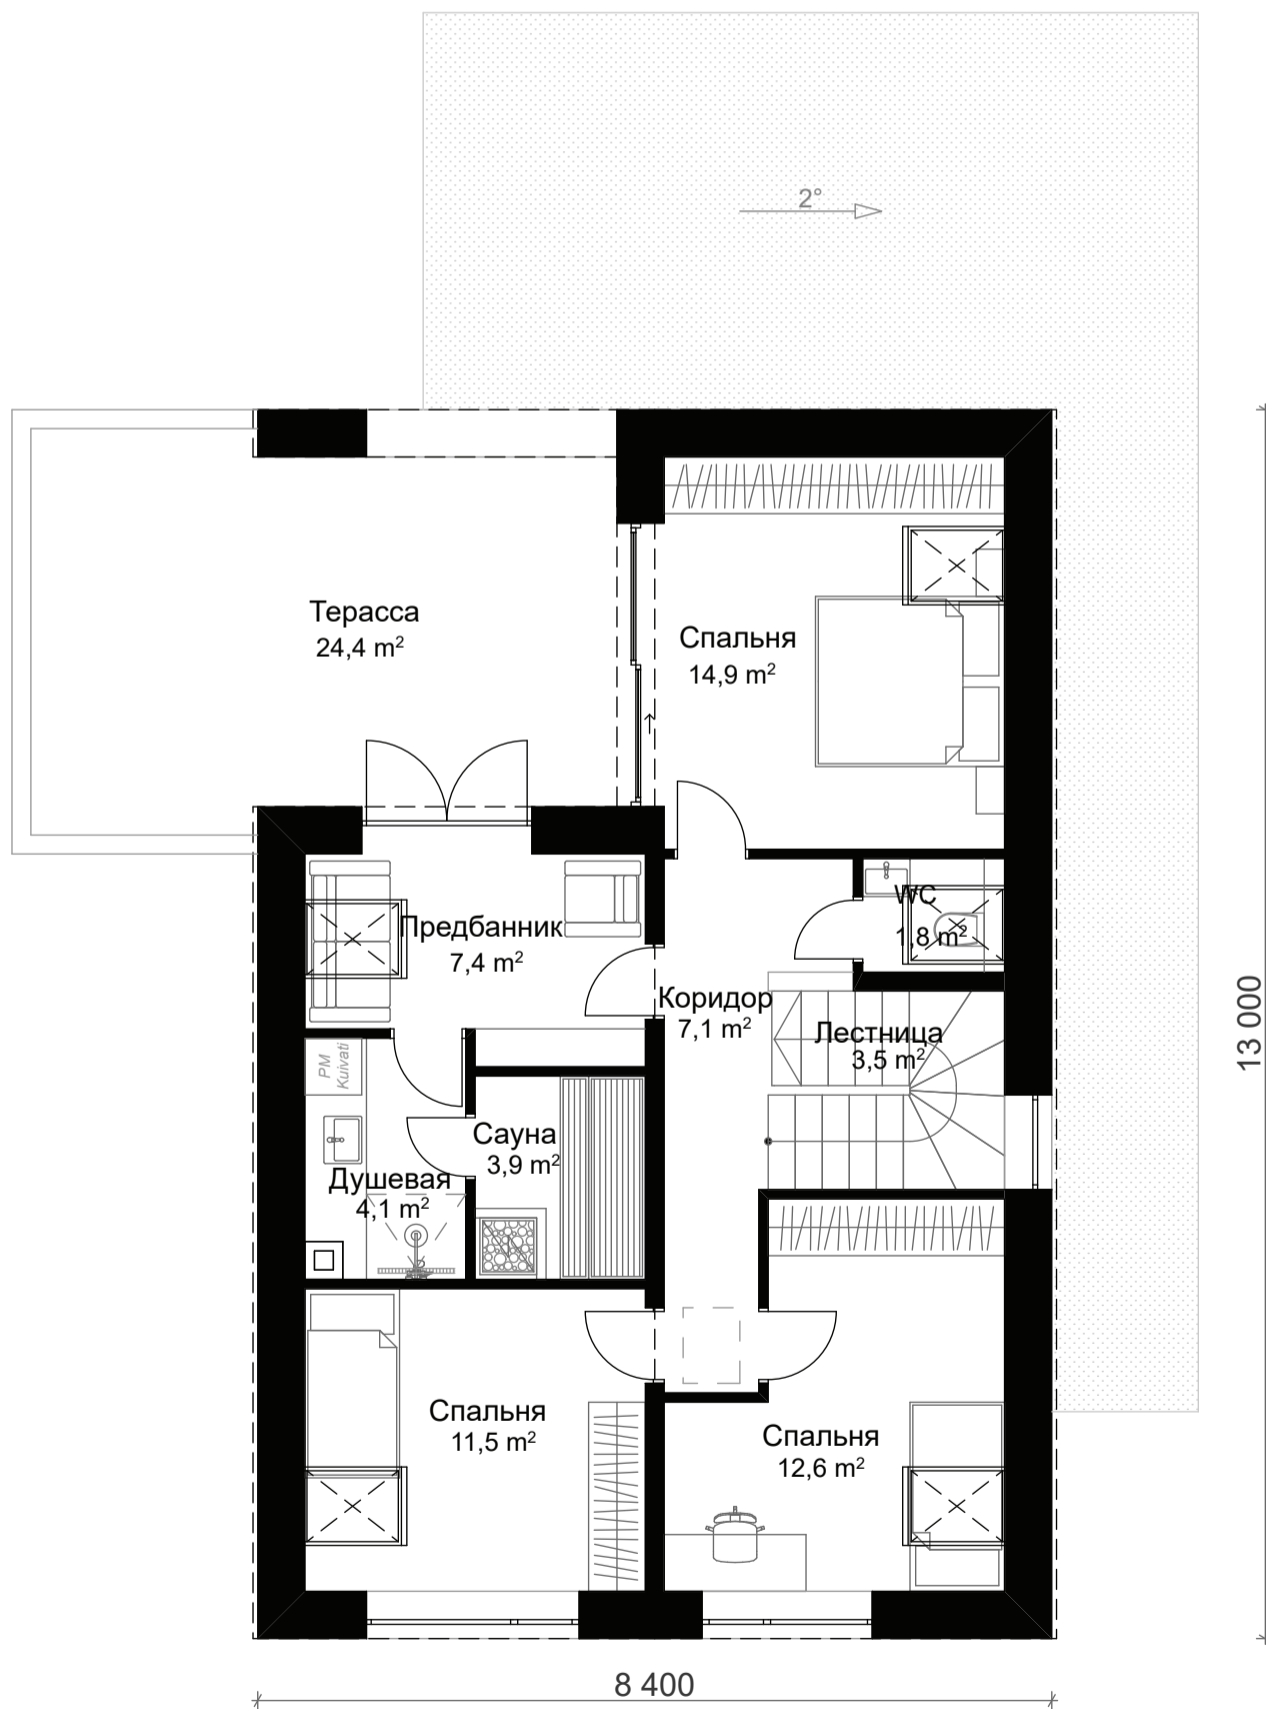 2°
Терасса
24,4 m²
Спальня
14,9 m²
WC
1,8 m²
Предбанник
7,4 m²
Коридор
7,1 m²
Лестница
3,5 m²
PM
Kuivati
Сауна
3,9 m²
Душевая
4,1 m²
Спальня
11,5 m²
Спальня
12,6 m²
13 000
8 400